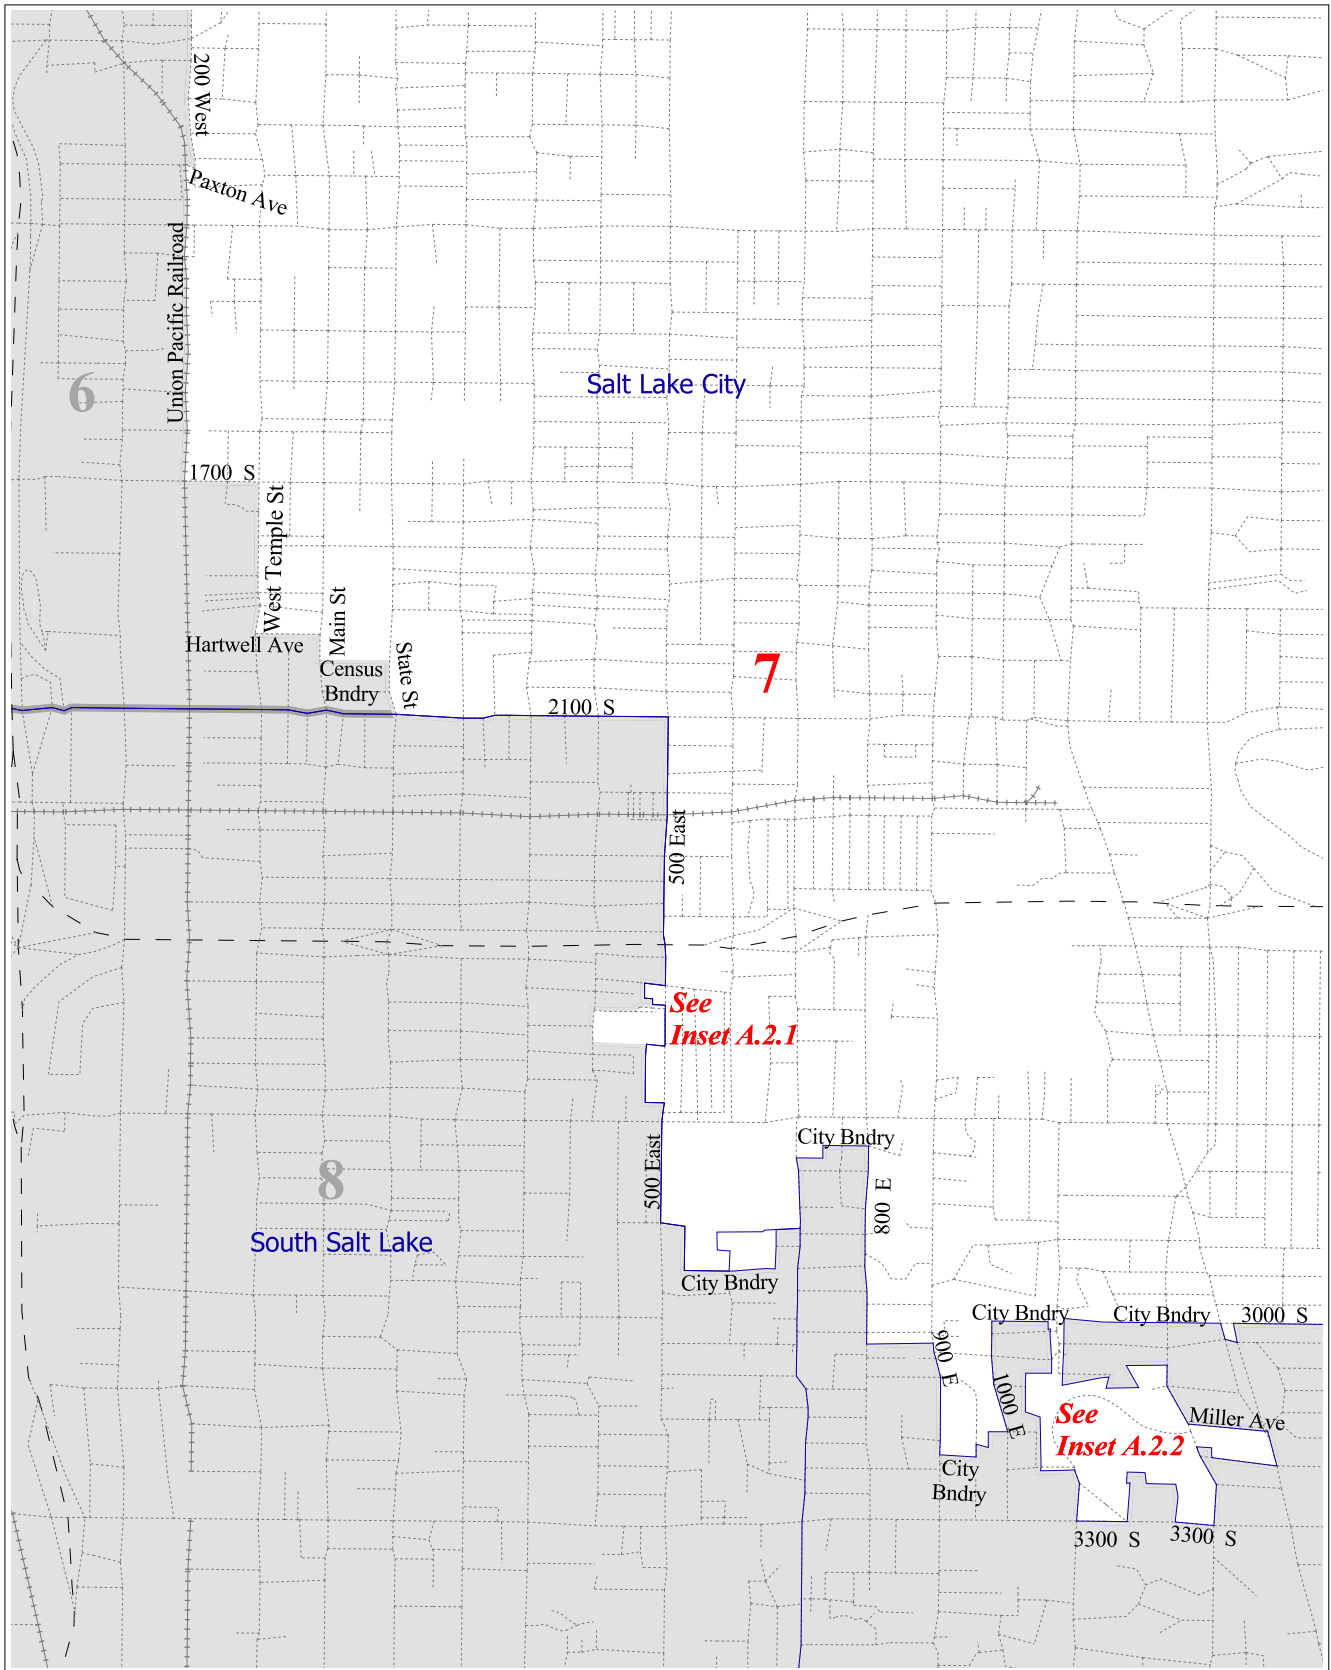 200 West
Paxton Ave
Union Pacific Railroad
6
Salt Lake City
1700 S
West Temple St
Main St
Hartwell Ave
State St
Census
Bndry
7
2100 S
500 East
See
Inset A.2.1
City Bndry
500 East
8
800 E
South Salt Lake
City Bndry
City Bndry
City Bndry
3000 S
900 E
1000 E
See
Inset A.2.2
Miller Ave
City
Bndry
3300 S
3300 S